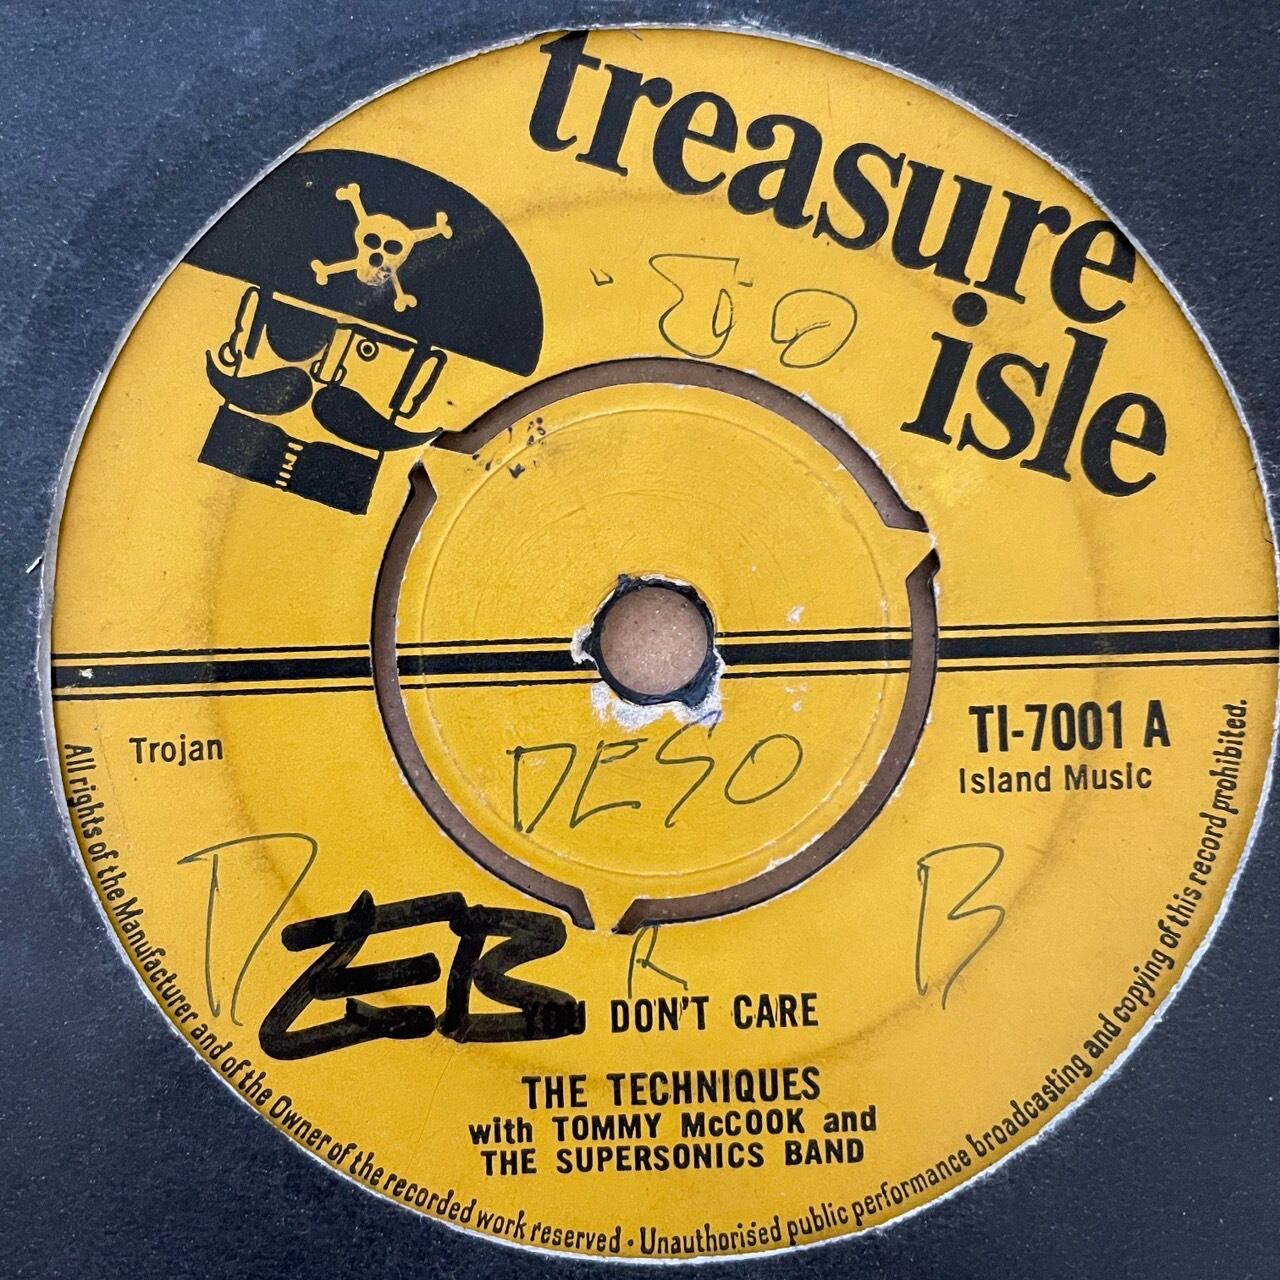 treasure
isle
TI-7001 A
Island Music
Trojan
DESO
D
EB
R
B
YOU DON'T CARE
THE TECHNIQUES
with TOMMY McCOOK and
THE SUPERSONICS BAND
All rights of the Manufacturer and of the Owner of the recorded work reserved · Unauthorised public performance broadcasting and copying of this record prohibited.